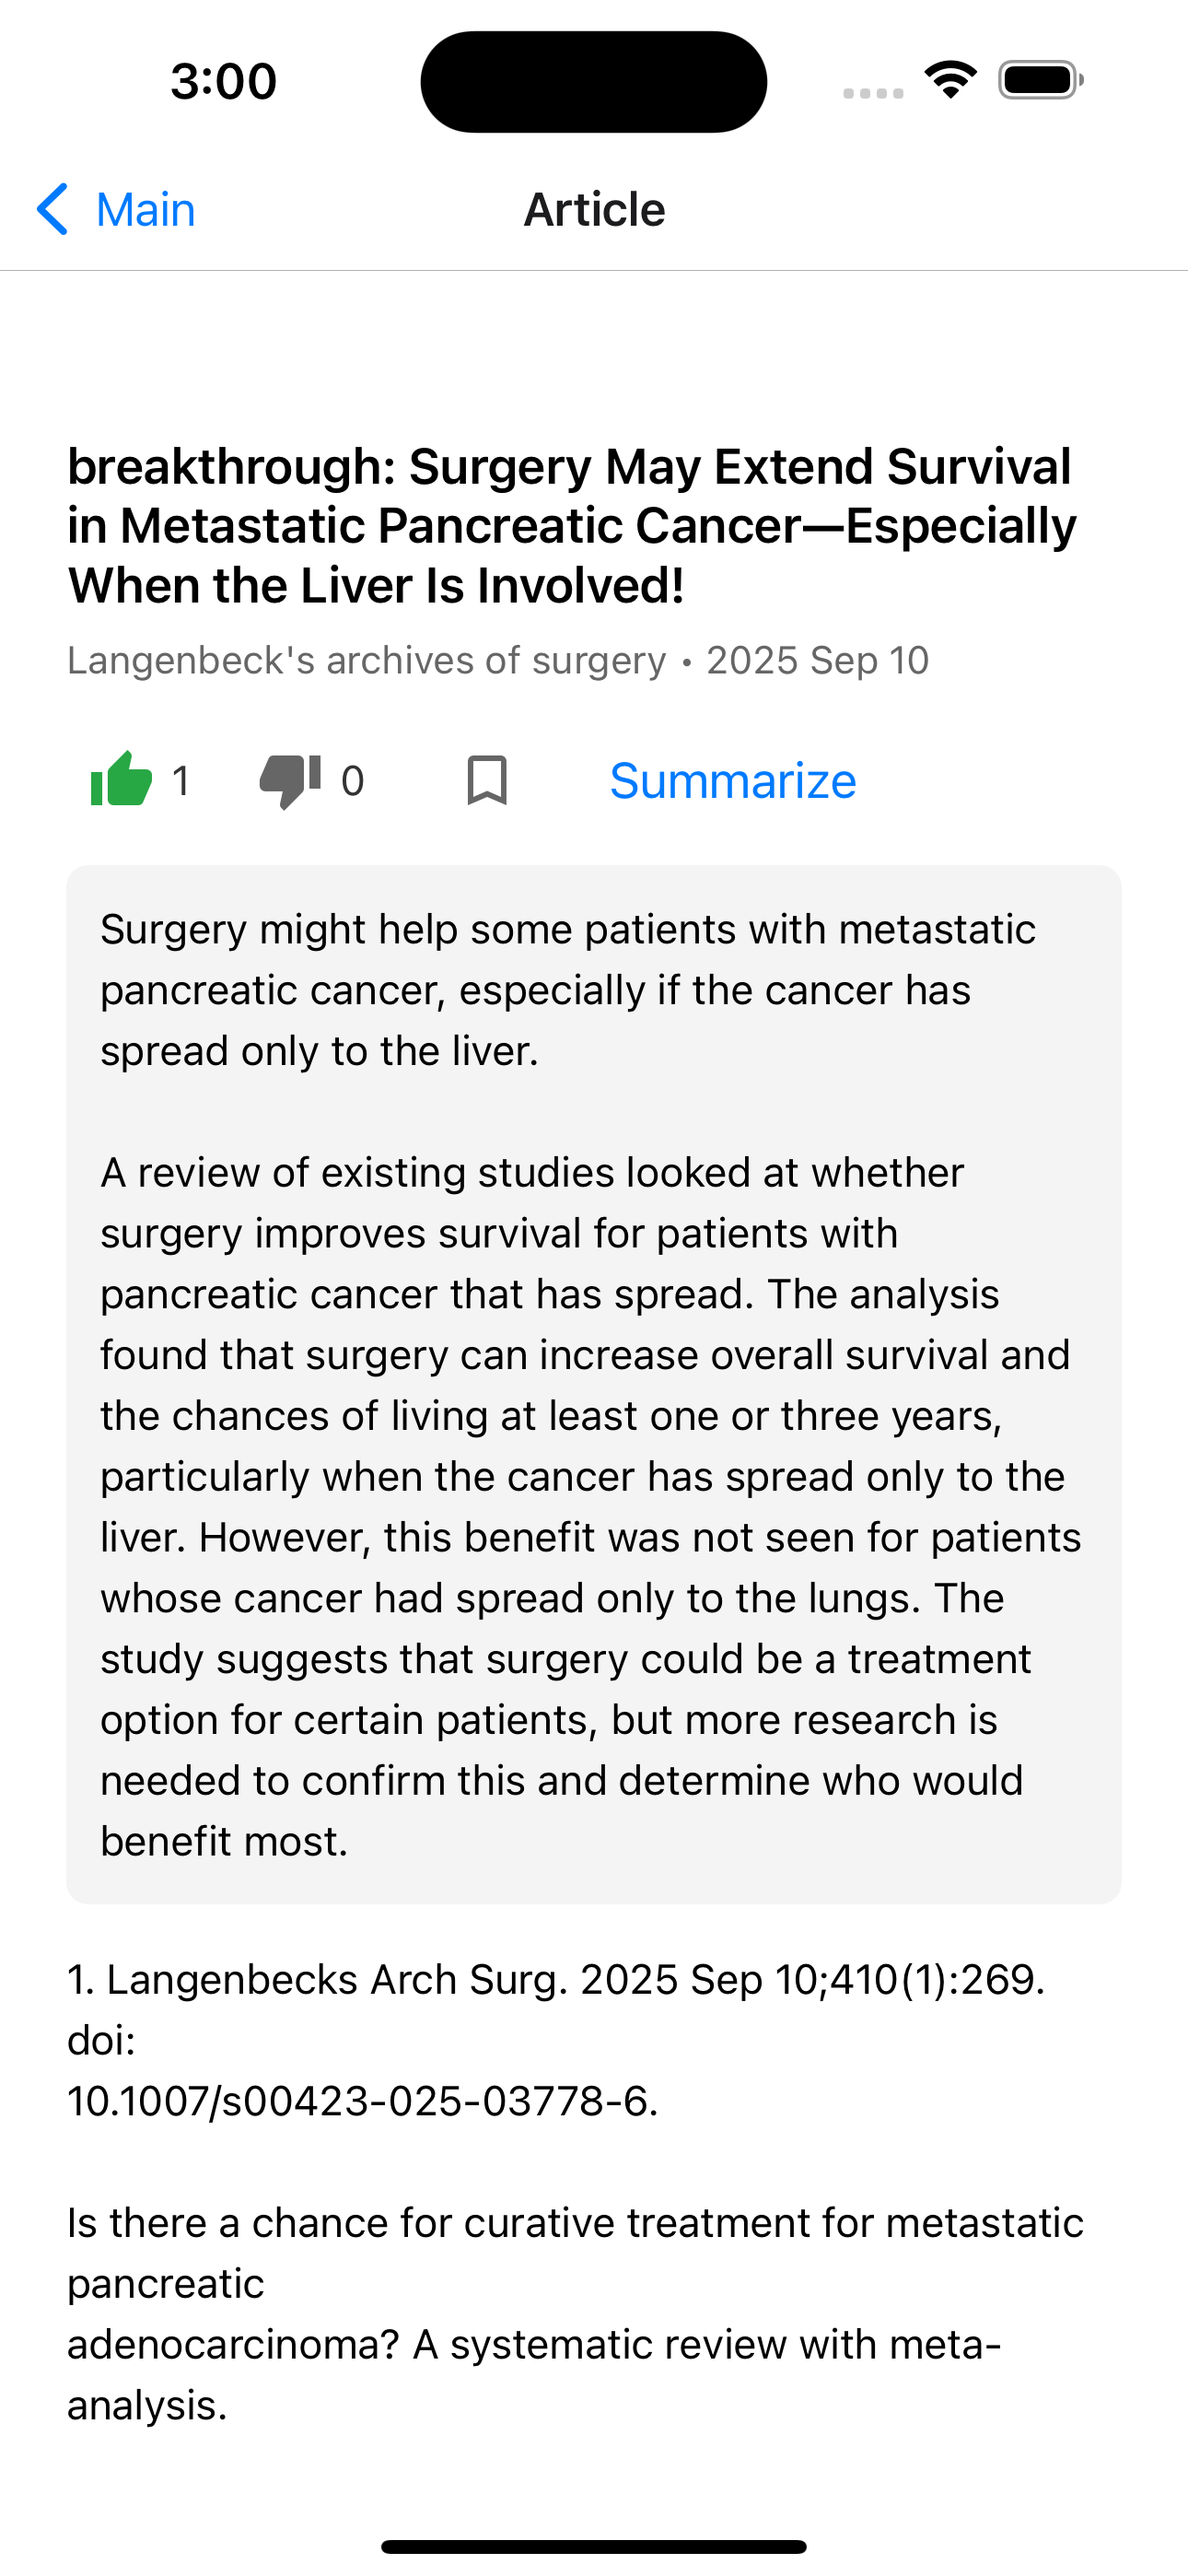 3:00
Main
Article
breakthrough: Surgery May Extend Survival
in Metastatic Pancreatic Cancer—Especially
When the Liver Is Involved!
Langenbeck's archives of surgery • 2025 Sep 10
1
0
Summarize
Surgery might help some patients with metastatic
pancreatic cancer, especially if the cancer has
spread only to the liver.
A review of existing studies looked at whether
surgery improves survival for patients with
pancreatic cancer that has spread. The analysis
found that surgery can increase overall survival and
the chances of living at least one or three years,
particularly when the cancer has spread only to the
liver. However, this benefit was not seen for patients
whose cancer had spread only to the lungs. The
study suggests that surgery could be a treatment
option for certain patients, but more research is
needed to confirm this and determine who would
benefit most.
1. Langenbecks Arch Surg. 2025 Sep 10;410(1):269.
doi:
10.1007/s00423-025-03778-6.
Is there a chance for curative treatment for metastatic
pancreatic
adenocarcinoma? A systematic review with meta-
analysis.